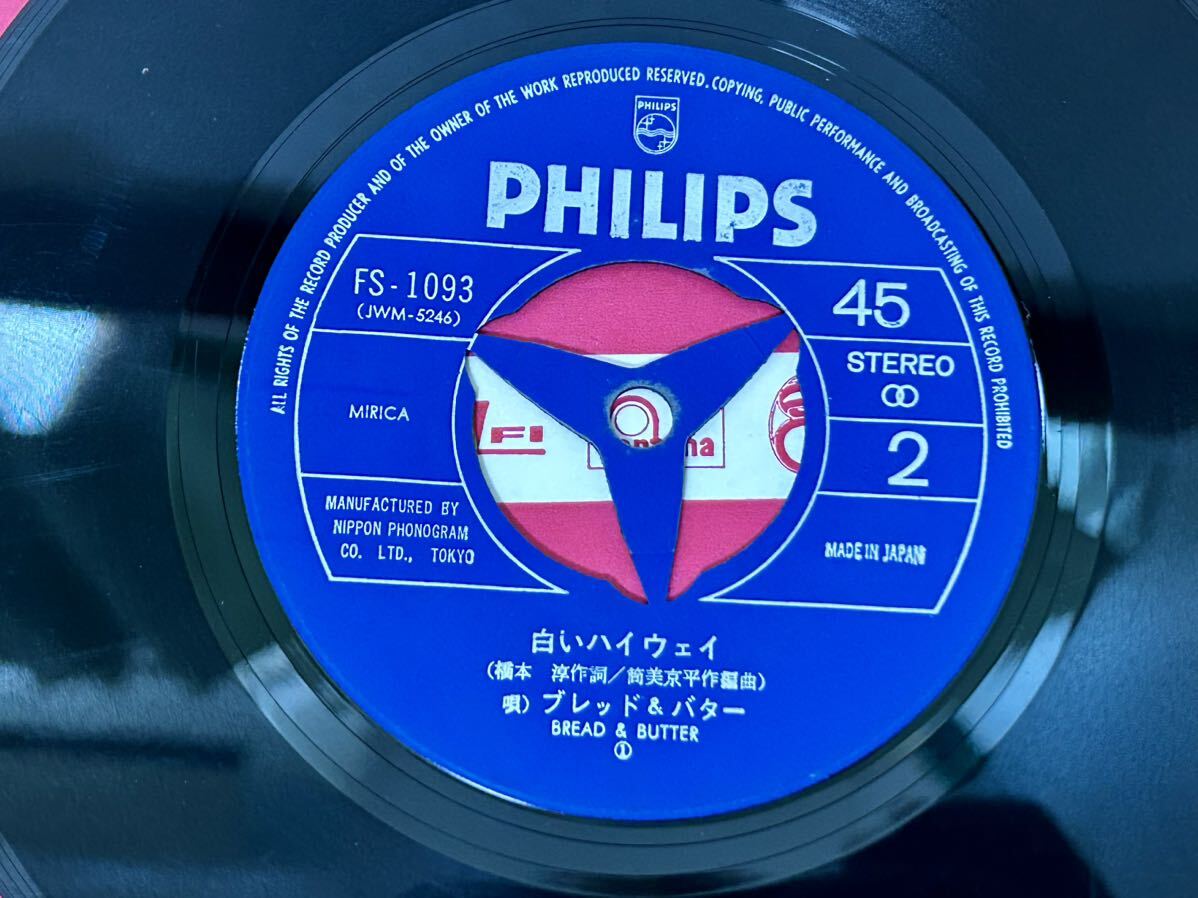 ALL RIGHTS OF THE RECORD PRODUCER AND OF THE OWNER OF THE WORK REPRODUCED RESERVED. COPYING, PUBLIC PERFORMANCE AND BROADCASTING OF THIS RECORD PROHIBITED
PHILIPS
PHILIPS
FS-1093
(JWM-5246)
MIRICA
MANUFACTURED BY
NIPPON PHONOGRAM
CO. LTD., TOKYO
45
STEREO
2
MADE IN JAPAN
FI
白いハイウェイ
(橋本 淳作詞/筒美京平作編曲)
唄) ブレッド&バター
BREAD & BUTTER
①